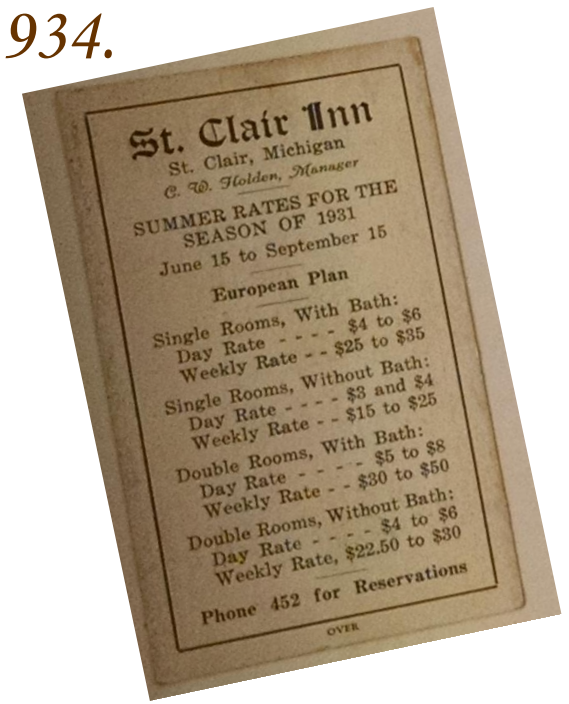 934.
St. Clair Inn
St. Clair, Michigan
C. W. Holden, Manager
SUMMER RATES FOR THE
SEASON OF 1931
June 15 to September 15
European Plan
Single Rooms, With Bath:
Day Rate - - - - $4 to $6
Weekly Rate - - $25 to $35
Single Rooms, Without Bath:
Day Rate - - - - $3 and $4
Weekly Rate - - $15 to $25
Double Rooms, With Bath:
Day Rate - - - - - $5 to $8
Weekly Rate - - $30 to $50
Double Rooms, Without Bath:
Day Rate - - - - $4 to $6
Weekly Rate, $22.50 to $30
Phone 452 for Reservations
OVER